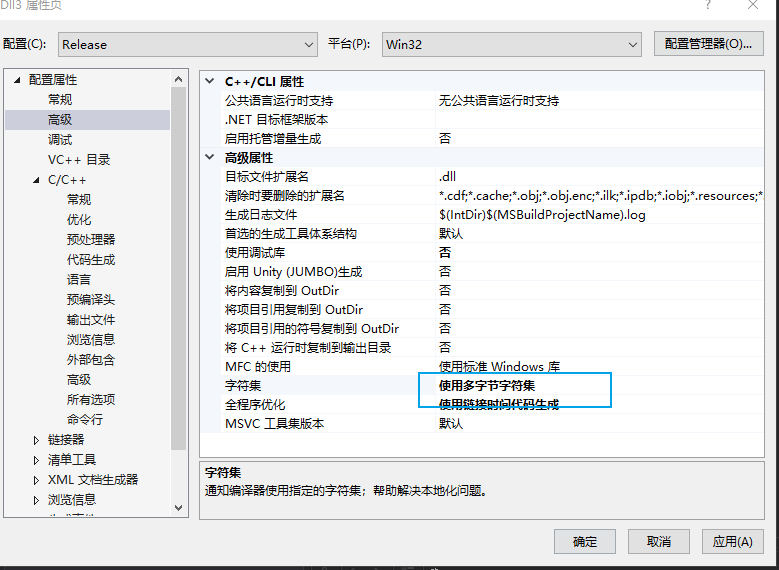 Dll3 属性页
配置(C): Release 平台(P): Win32 配置管理器(O)...
配置属性
常规
高级
调试
VC++ 目录
C/C++
常规
优化
预处理器
代码生成
语言
预编译头
输出文件
浏览信息
外部包含
高级
所有选项
命令行
链接器
清单工具
XML 文档生成器
浏览信息
C++/CLI 属性
公共语言运行时支持 无公共语言运行时支持
.NET 目标框架版本
启用托管增量生成 否
高级属性
目标文件扩展名 .dll
清除时要删除的扩展名 *.cdf;*.cache;*.obj;*.obj.enc;*.ilk;*.ipdb;*.iobj;*.resources;*.
生成日志文件 $(IntDir)$(MSBuildProjectName).log
首选的生成工具体系结构 默认
使用调试库 否
启用 Unity (JUMBO)生成 否
将内容复制到 OutDir 否
将项目引用复制到 OutDir 否
将项目引用的符号复制到 OutDir 否
将 C++ 运行时复制到输出目录 否
MFC 的使用 使用标准 Windows 库
字符集 使用多字节字符集
全程序优化 使用链接时间代码生成
MSVC 工具集版本 默认
字符集
通知编译器使用指定的字符集；帮助解决本地化问题。
确定 取消 应用(A)